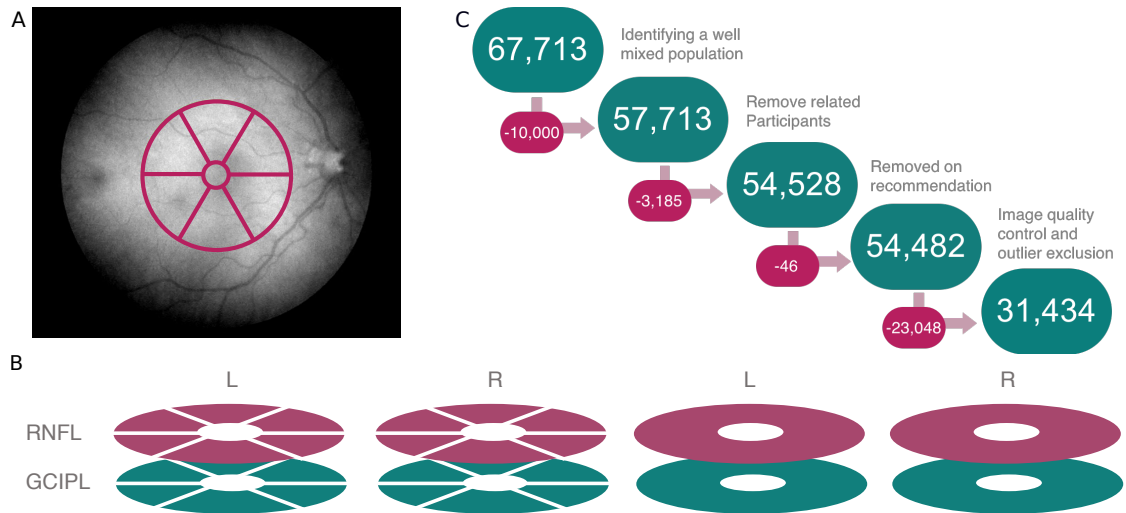 A
C
67,713
Identifying a well
mixed population
-10,000
57,713
Remove related
Participants
-3,185
54,528
Removed on
recommendation
-46
54,482
Image quality
control and
outlier exclusion
-23,048
31,434
B
L
R
L
R
RNFL
GCIPL